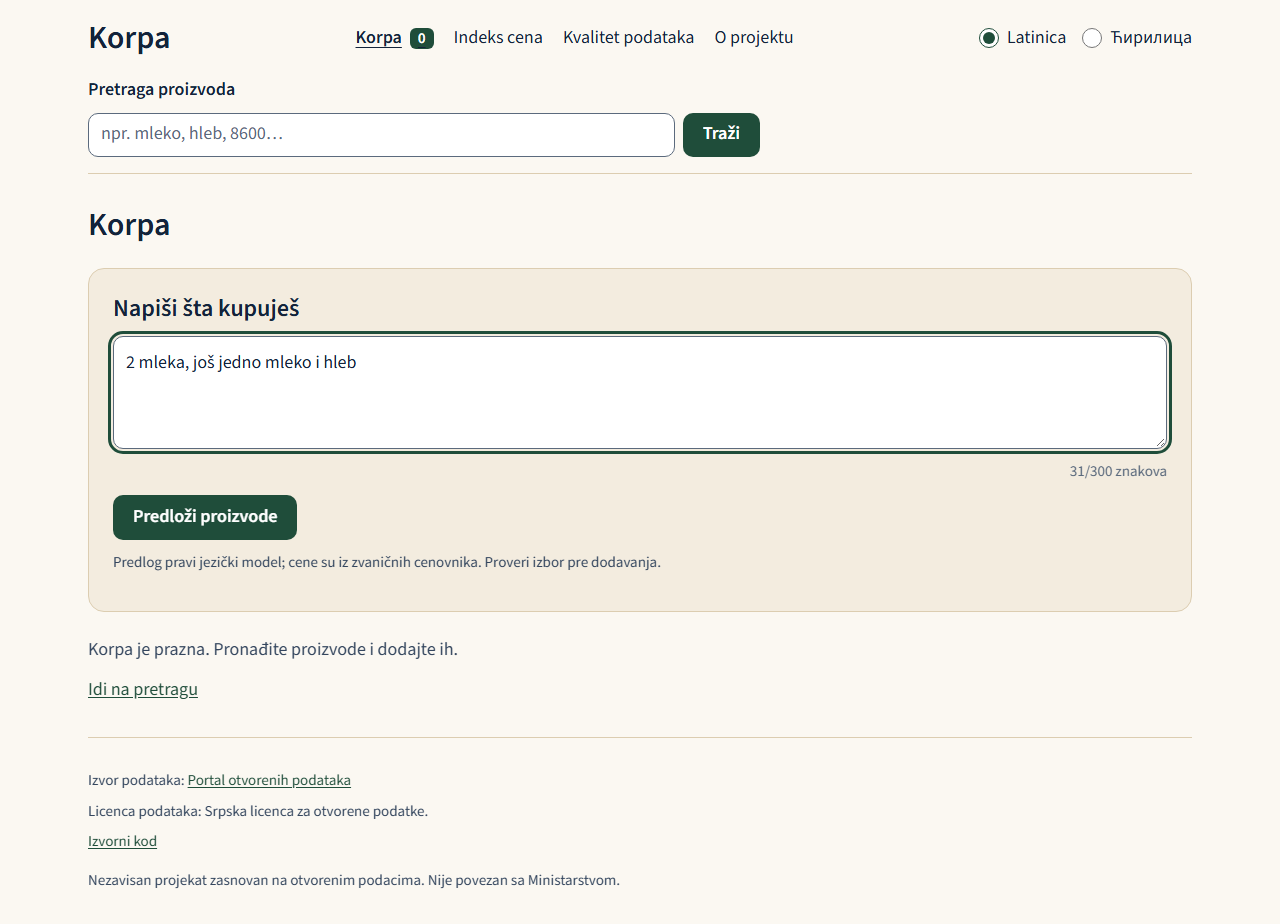 Korpa
Korpa 0 Indeks cena Kvalitet podataka O projektu
Latinica Ћирилица
Pretraga proizvoda
npr. mleko, hleb, 8600…
Traži
Korpa
Napiši šta kupuješ
2 mleka, još jedno mleko i hleb
31/300 znakova
Predloži proizvode
Predlog pravi jezički model; cene su iz zvaničnih cenovnika. Proveri izbor pre dodavanja.
Korpa je prazna. Pronađite proizvode i dodajte ih.
Idi na pretragu
Izvor podataka: Portal otvorenih podataka
Licenca podataka: Srpska licenca za otvorene podatke.
Izvorni kod
Nezavisan projekat zasnovan na otvorenim podacima. Nije povezan sa Ministarstvom.